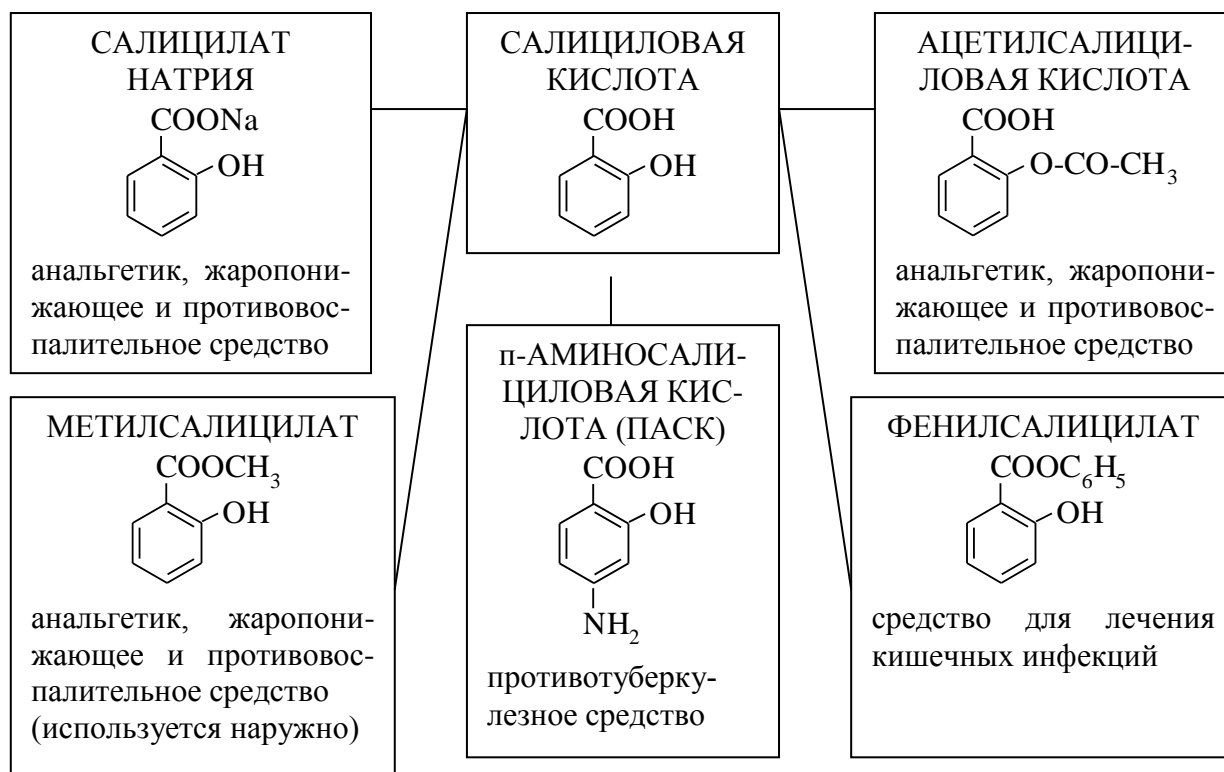 САЛИЦИЛАТ
НАТРИЯ
COONa
OH
анальгетик, жаропони-
жающее и противовос-
палительное средство
САЛИЦИЛОВАЯ
КИСЛОТА
COOH
OH
АЦЕТИЛСАЛИЦИ-
ЛОВАЯ КИСЛОТА
COOH
O-CO-CH3
анальгетик, жаропони-
жающее и противовос-
палительное средство
МЕТИЛСАЛИЦИЛАТ
COOCH3
OH
анальгетик, жаропони-
жающее и противовос-
палительное средство
(используется наружно)
п-АМИНОСАЛИ-
ЦИЛОВАЯ КИС-
ЛОТА (ПАСК)
COOH
OH
NH2
противотуберку-
лезное средство
ФЕНИЛСАЛИЦИЛАТ
COOC6H5
OH
средство для лечения
кишечных инфекций